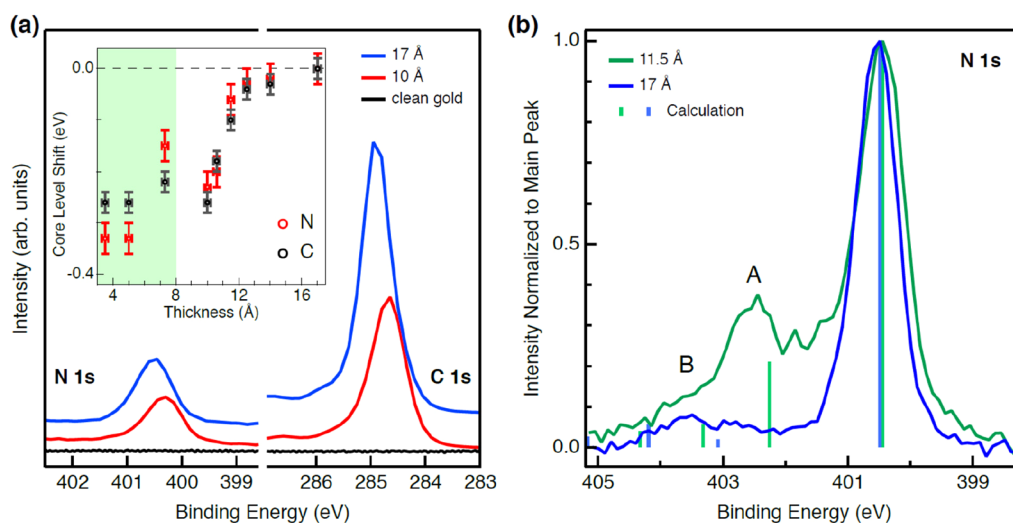 (a)
17 Å
10 Å
clean gold
0.0
-0.4
Core Level Shift (eV)
N
C
4 8 12 16
Thickness (Å)
Intensity (arb. units)
N 1s
C 1s
402 401 400 399
286 285 284 283
Binding Energy (eV)
(b)
11.5 Å
17 Å
Calculation
N 1s
A
B
1.0
0.5
0.0
Intensity Normalized to Main Peak
405 403 401 399
Binding Energy (eV)